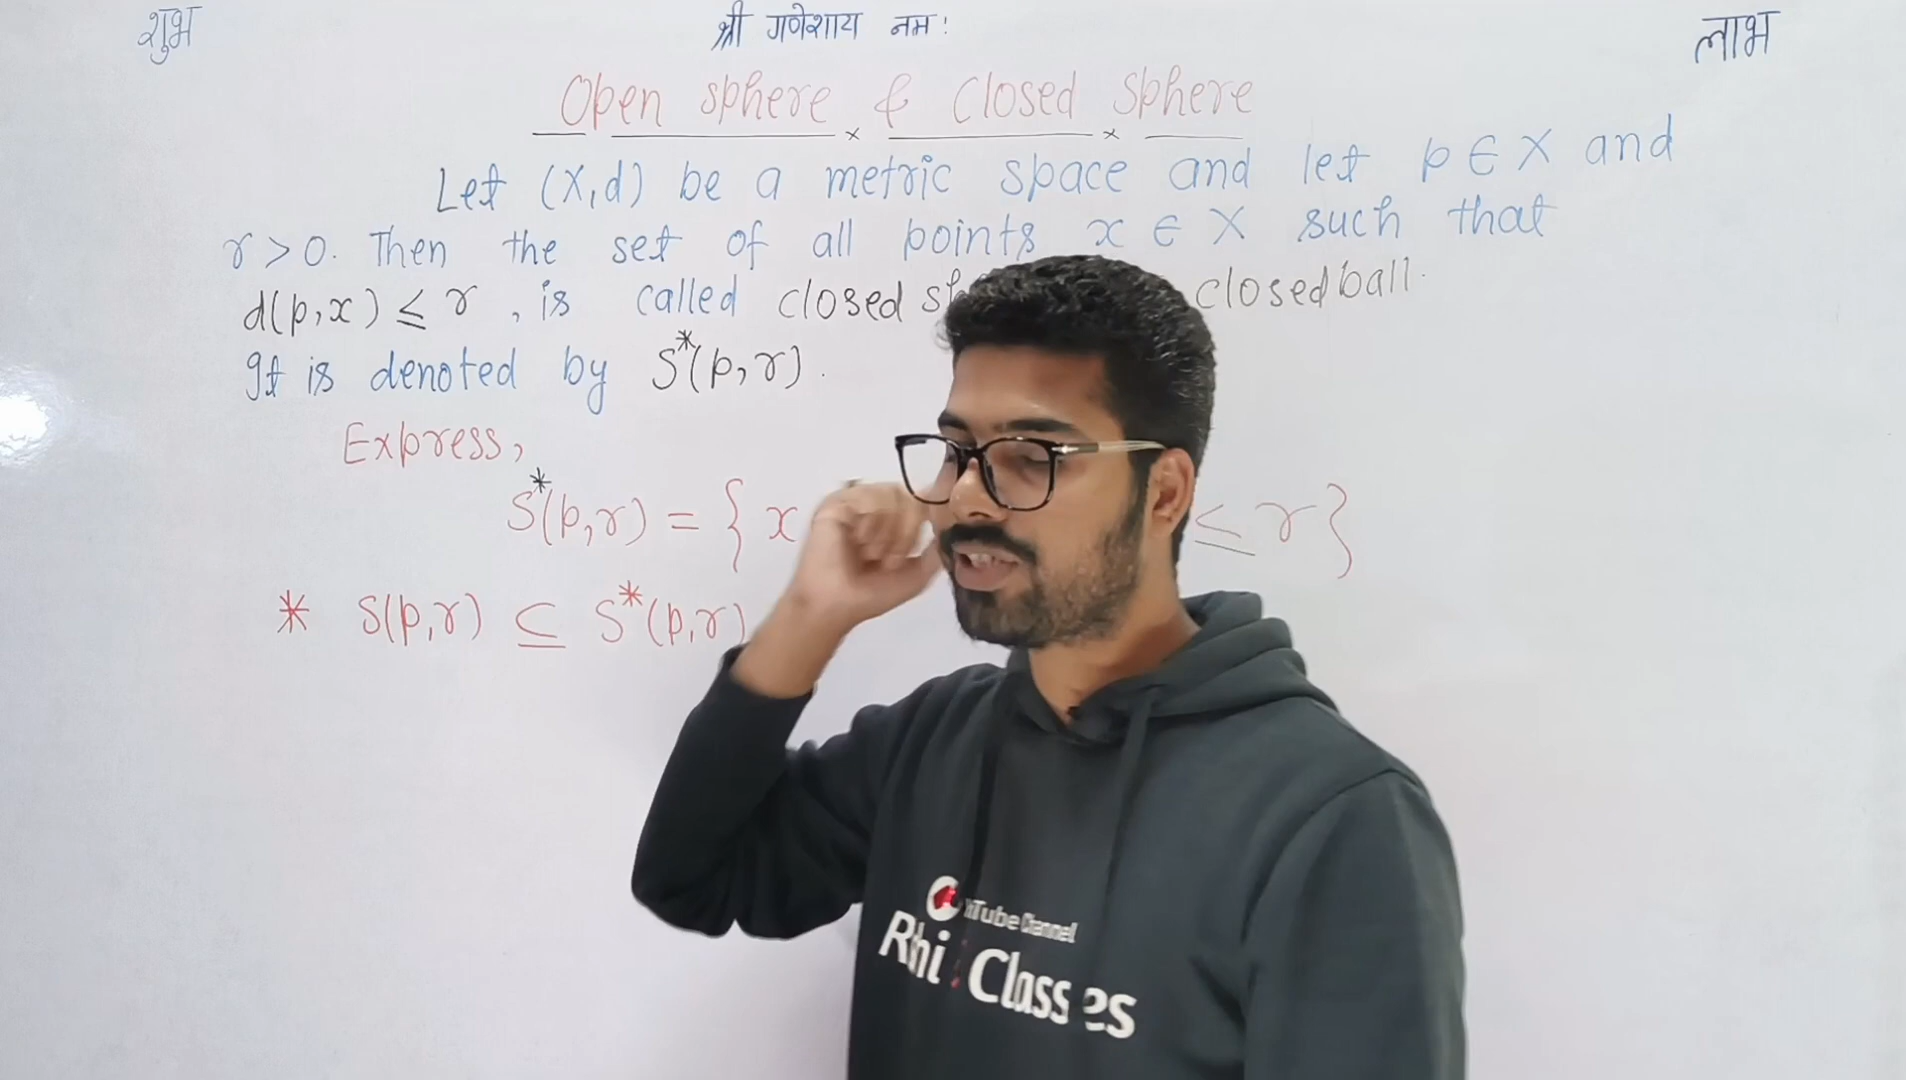 शुभ
श्री गणेशाय नमः
लाभ
Open sphere & Closed Sphere
Let (X,d) be a metric space and let p ∈ X and
r > 0. Then the set of all points x ∈ X such that
d(p,x) ≤ r , is called closed closed ball.
It is denoted by S*(p,r).
Express,
S*(p,r) = { x ≤ r }
* S(p,r) ⊆ S*(p,r)
Tube Channel
Classes